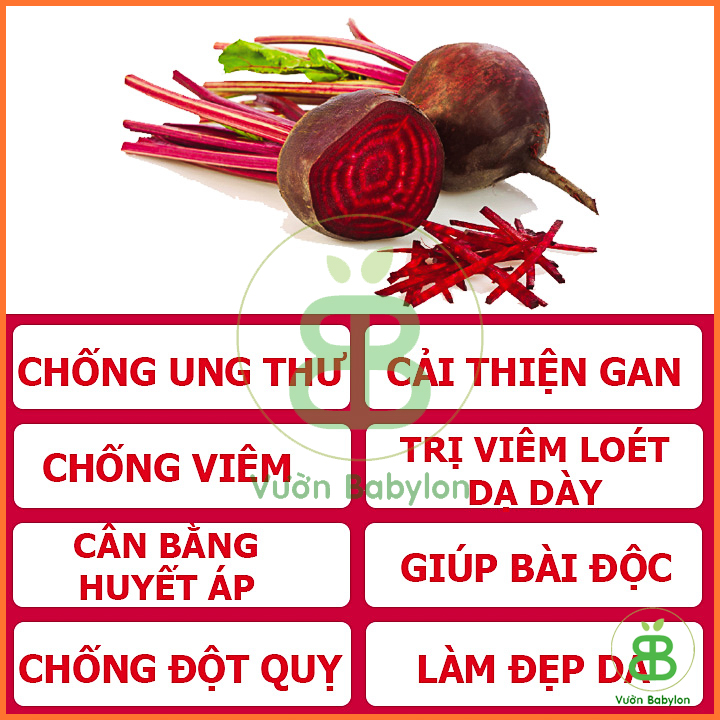 CHỐNG UNG THƯ
CẢI THIỆN GAN
CHỐNG VIÊM
TRỊ VIÊM LOÉT
DẠ DÀY
CÂN BẰNG
HUYẾT ÁP
GIÚP BÀI ĐỘC
CHỐNG ĐỘT QUỴ
LÀM ĐẸP DA
Vườn Babylon
Vườn Babylon